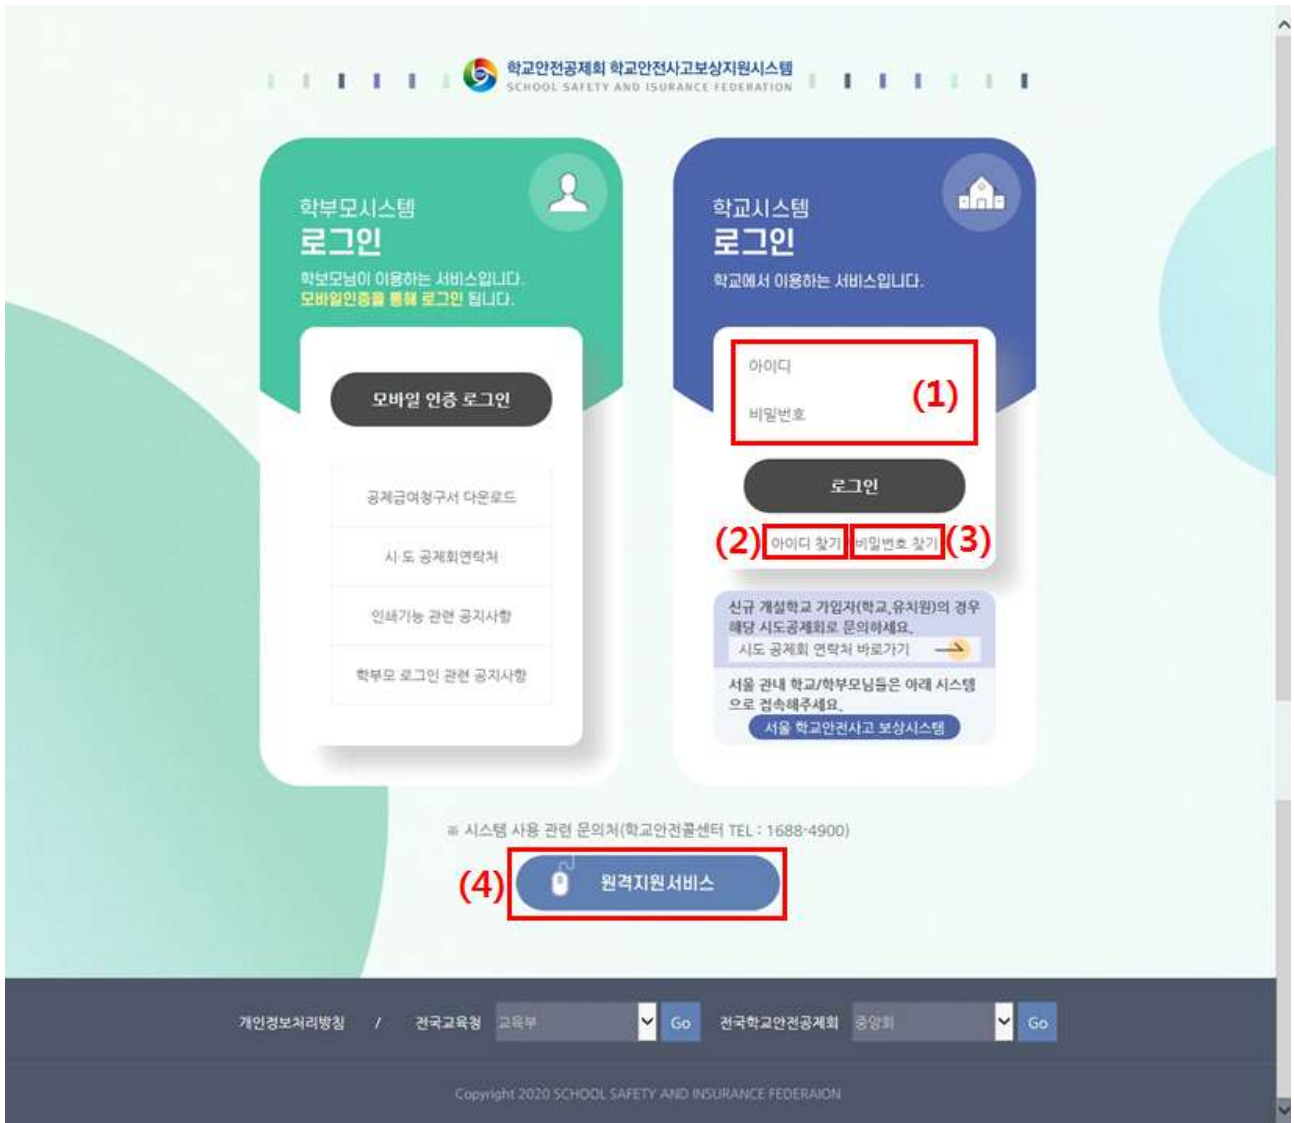 학교안전공제회 학교안전사고보상지원시스템
SCHOOL SAFETY AND ISURANCE FEDERATION
학부모시스템
로그인
학보모님이 이용하는 서비스입니다.
모바일인증을 통해 로그인 됩니다.
모바일 인증 로그인
공제급여청구서 다운로드
시·도 공제회연락처
인쇄기능 관련 공지사항
학부모 로그인 관련 공지사항
학교시스템
로그인
학교에서 이용하는 서비스입니다.
아이디
(1)
비밀번호
로그인
(2) 아이디 찾기 비밀번호 찾기 (3)
신규 개설학교 가입자(학교,유치원)의 경우
해당 시도공제회로 문의하세요.
시도 공제회 연락처 바로가기
서울 관내 학교/학부모님들은 아래 시스템
으로 접속해주세요.
서울 학교안전사고 보상시스템
※ 시스템 사용 관련 문의처(학교안전콜센터 TEL : 1688-4900)
(4) 원격지원서비스
개인정보처리방침 / 전국교육청 교육부 Go 전국학교안전공제회 중앙회 Go
Copyright 2020 SCHOOL SAFETY AND INSURANCE FEDERAION